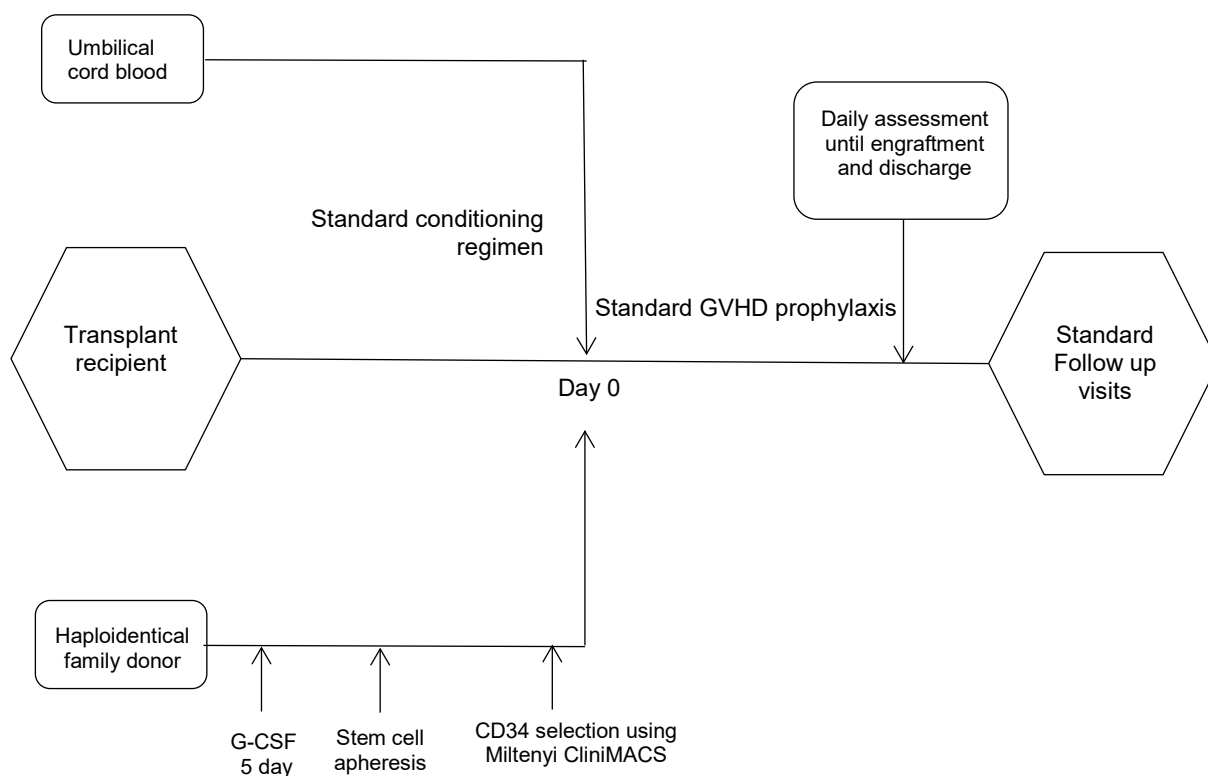 Umbilical
cord blood
Daily assessment
until engraftment
and discharge
Standard conditioning
regimen
Standard GVHD prophylaxis
Transplant
recipient
Standard
Follow up
visits
Day 0
Haploidentical
family donor
G-CSF
5 day
Stem cell
apheresis
CD34 selection using
Miltenyi CliniMACS